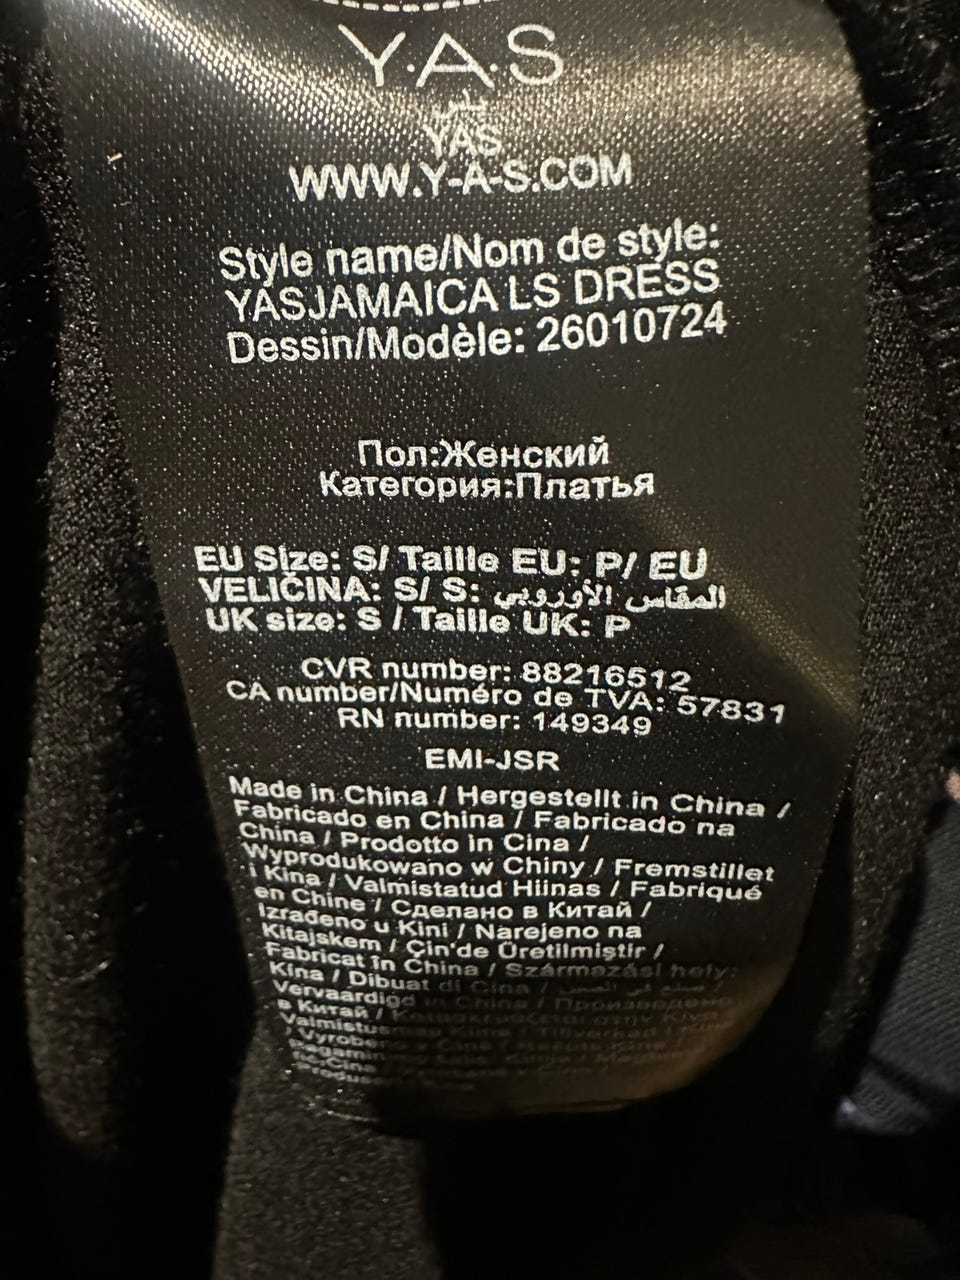 Y.A.S
ياس
YAS
WWW.Y-A-S.COM
Style name/Nom de style:
YASJAMAICA LS DRESS
Dessin/Modèle: 26010724
Пол:Женский
Категория:Платья
EU Size: S/ Taille EU: P/ EU
VELIČINA: S/ S: المقاس الأوروبي
UK size: S / Taille UK: P
CVR number: 88216512
CA number/Numéro de TVA: 57831
RN number: 149349
EMI-JSR
Made in China / Hergestellt in China /
Fabricado en China / Fabricado na
China / Prodotto in Cina /
Wyprodukowano w Chiny / Fremstillet
i Kina / Valmistatud Hiinas / Fabriqué
en Chine / Сделано в Китай /
Izrađeno u Kini / Narejeno na
Kitajskem / Çin'de Üretilmiştir /
Fabricat în China / Származási hely:
Kína / Dibuat di Cina / صنع في الصين /
Vervaardigd in China / Произведено
в Китай /